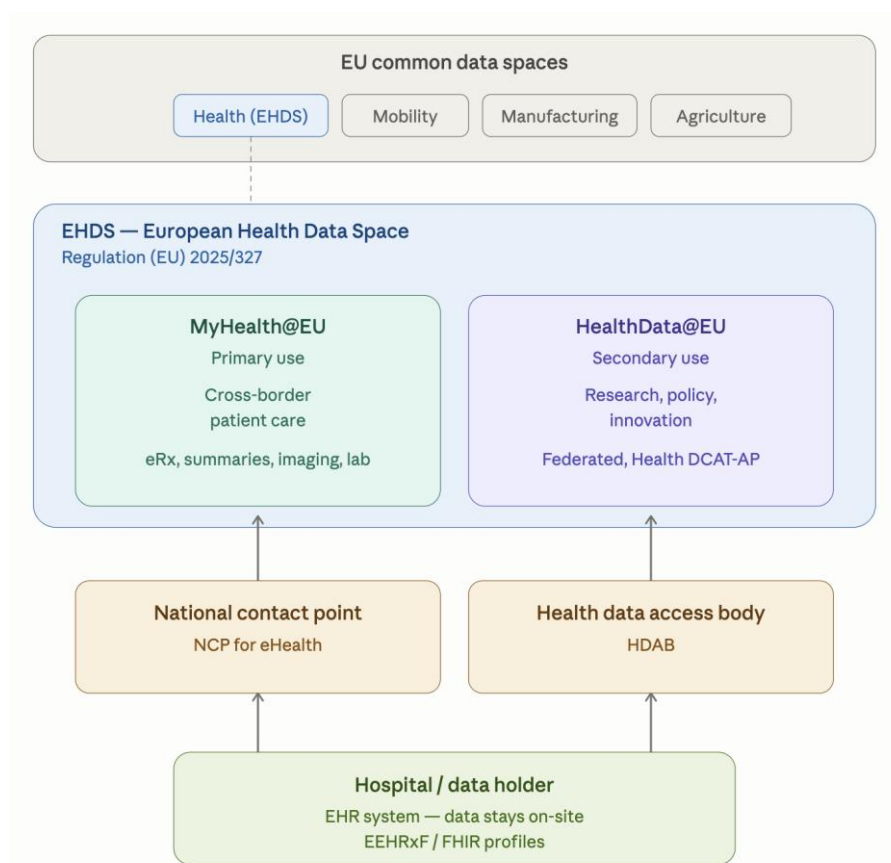 EU common data spaces
Health (EHDS)
Mobility
Manufacturing
Agriculture
EHDS — European Health Data Space
Regulation (EU) 2025/327
MyHealth@EU
Primary use
Cross-border
patient care
eRx, summaries, imaging, lab
HealthData@EU
Secondary use
Research, policy,
innovation
Federated, Health DCAT-AP
National contact point
NCP for eHealth
Health data access body
HDAB
Hospital / data holder
EHR system — data stays on-site
EEHRxF / FHIR profiles